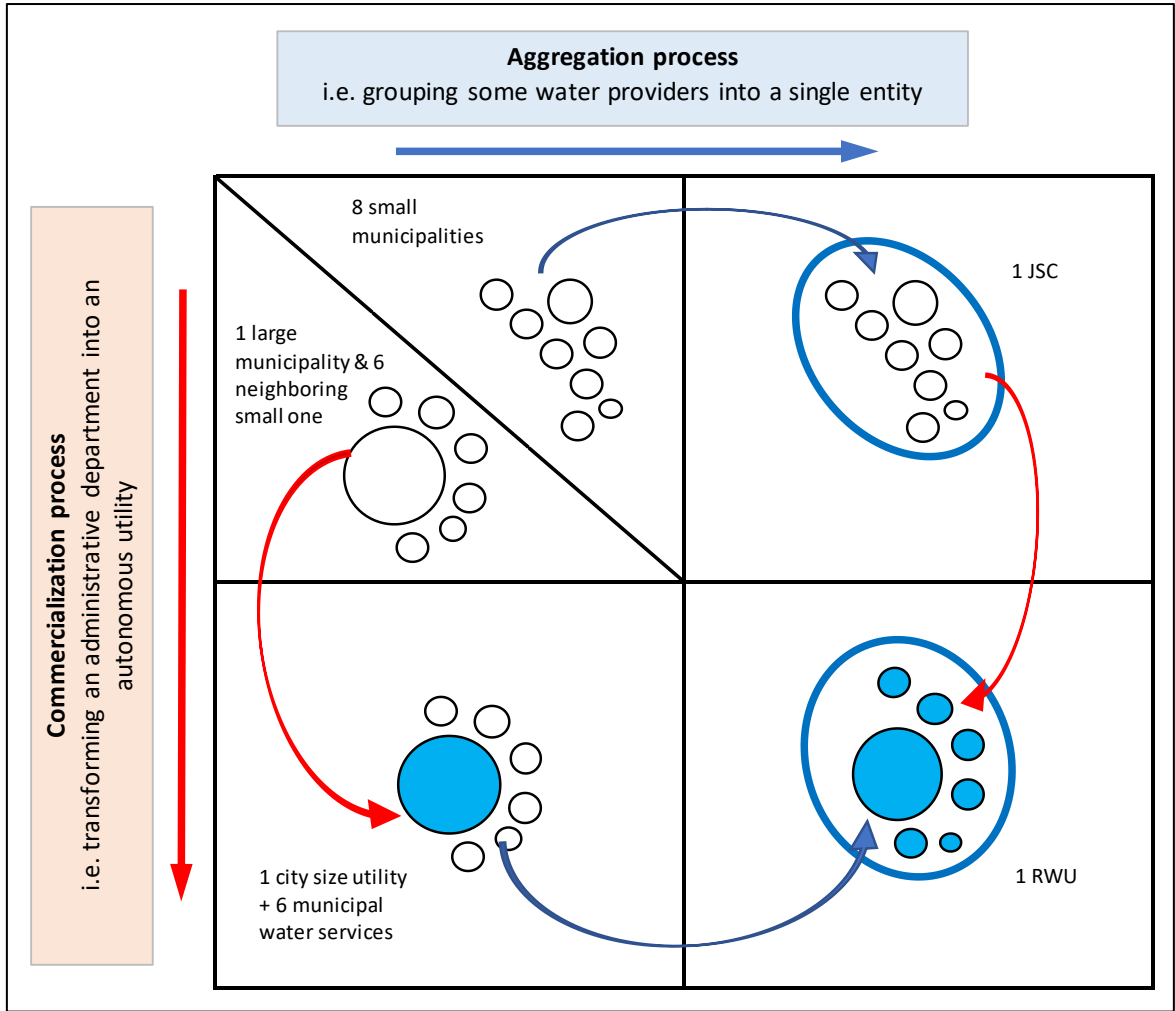 Aggregation process
i.e. grouping some water providers into a single entity
Commercialization process
i.e. transforming an administrative department into an
autonomous utility
8 small
municipalities
1 JSC
1 large
municipality & 6
neighboring
small one
1 city size utility
+ 6 municipal
water services
1 RWU